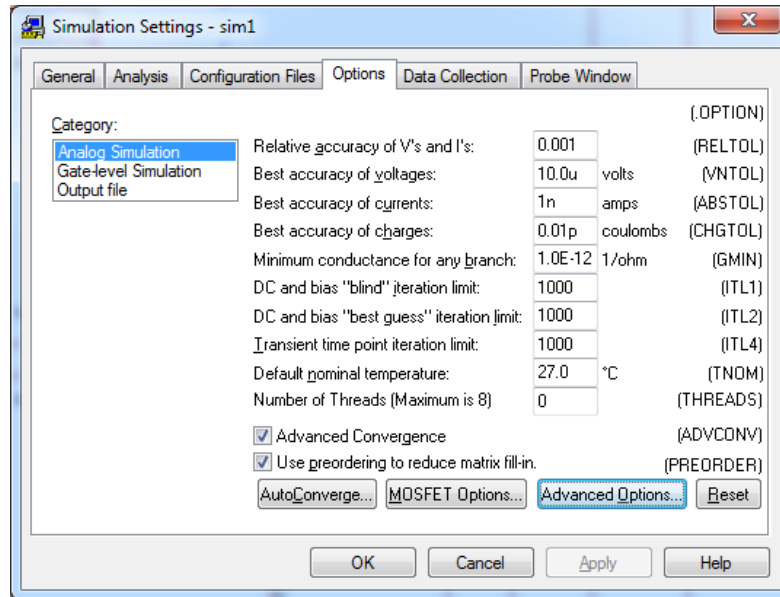 Simulation Settings - sim1
General Analysis Configuration Files Options Data Collection Probe Window
(.OPTION)
Category:
Analog Simulation
Gate-level Simulation
Output file
Relative accuracy of V's and I's: 0.001 (RELTOL)
Best accuracy of voltages: 10.0u volts (VNTOL)
Best accuracy of currents: 1n amps (ABSTOL)
Best accuracy of charges: 0.01p coulombs (CHGTOL)
Minimum conductance for any branch: 1.0E-12 1/ohm (GMIN)
DC and bias "blind" iteration limit: 1000 (ITL1)
DC and bias "best guess" iteration limit: 1000 (ITL2)
Transient time point iteration limit: 1000 (ITL4)
Default nominal temperature: 27.0 °C (TNOM)
Number of Threads (Maximum is 8) 0 (THREADS)
Advanced Convergence (ADVCONV)
Use preordering to reduce matrix fill-in. (PREORDER)
AutoConverge... MOSFET Options... Advanced Options... Reset
OK Cancel Apply Help